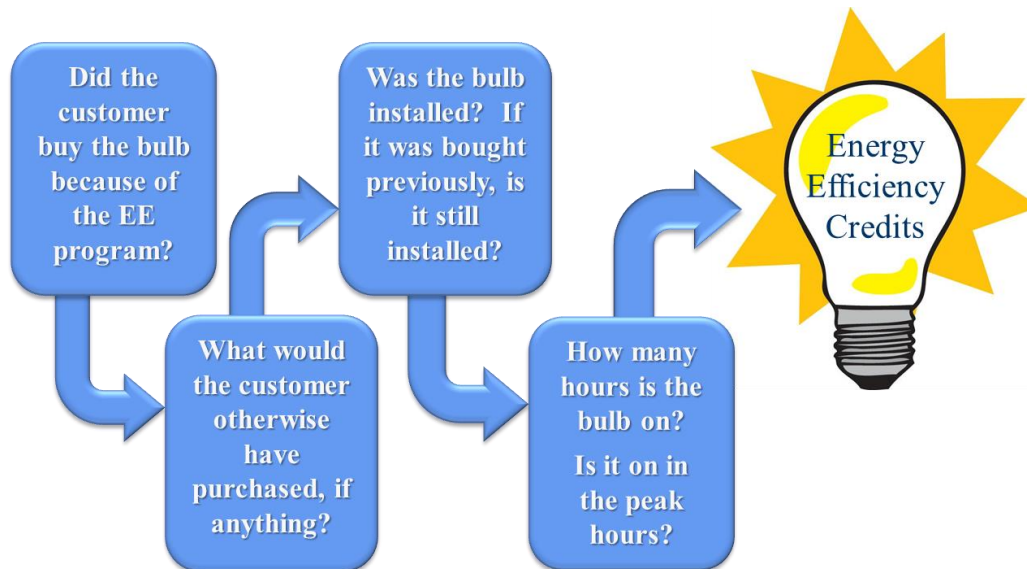 Did the
customer
buy the bulb
because of
the EE
program?
What would
the customer
otherwise
have
purchased, if
anything?
Was the bulb
installed?  If
it was bought
previously, is
it still
installed?
How many
hours is the
bulb on?
Is it on in
the peak
hours?
Energy
Efficiency
Credits